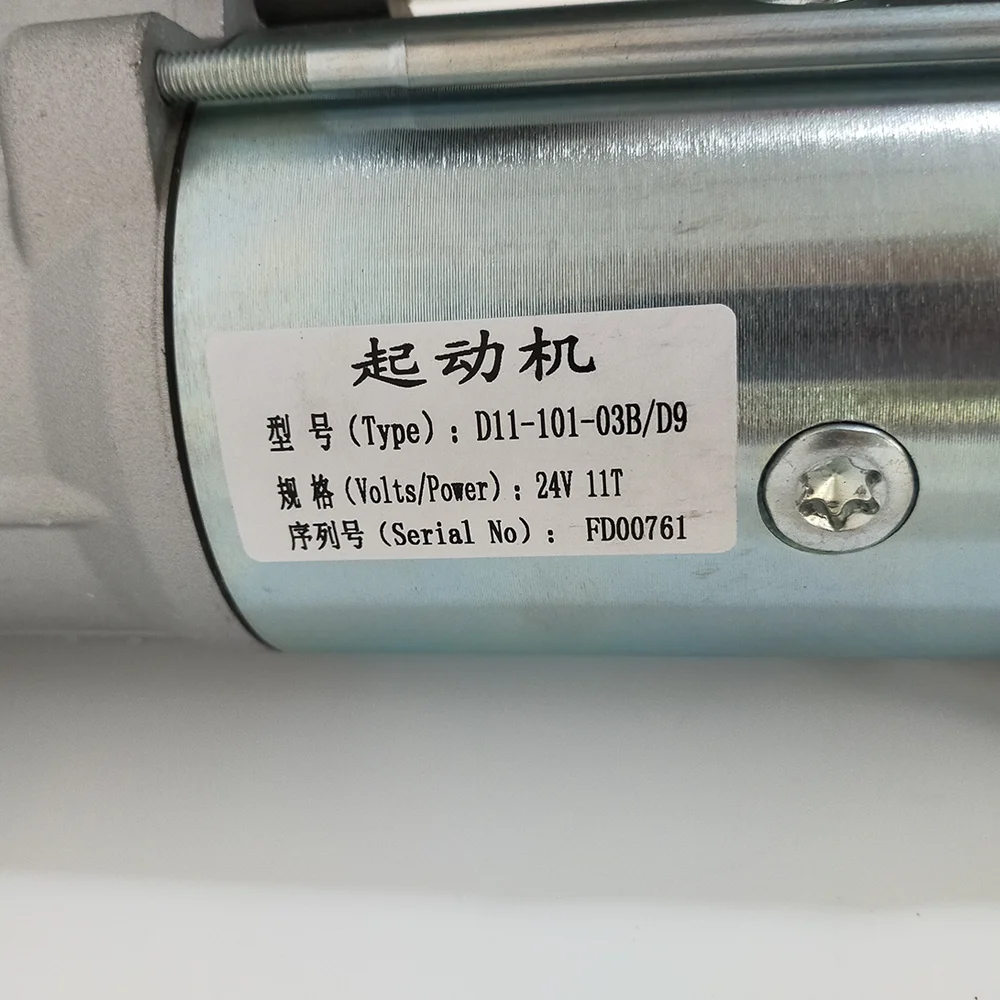 起动机
型 号(Type): D11-101-03B/D9
规 格(Volts/Power): 24V 11T
序列号(Serial No): FD00761